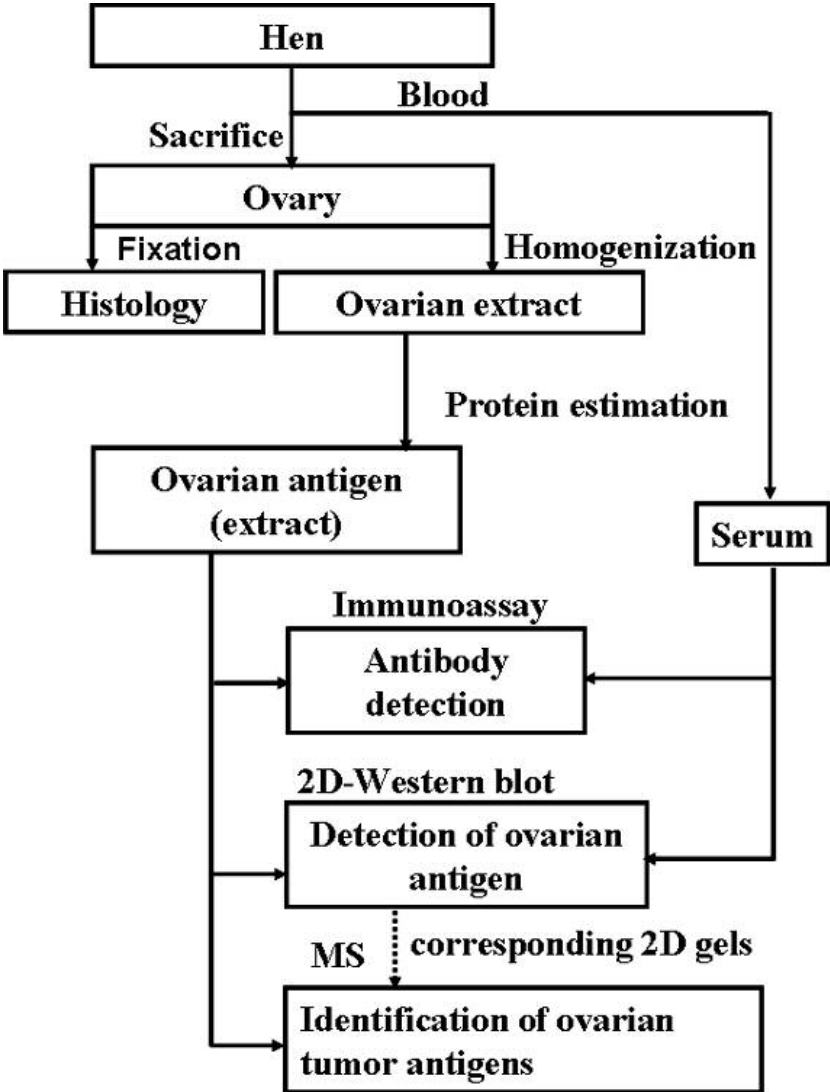 Hen
Blood
Sacrifice
Ovary
Fixation
Homogenization
Histology
Ovarian extract
Protein estimation
Ovarian antigen
(extract)
Serum
Immunoassay
Antibody
detection
2D-Western blot
Detection of ovarian
antigen
MS
corresponding 2D gels
Identification of ovarian
tumor antigens